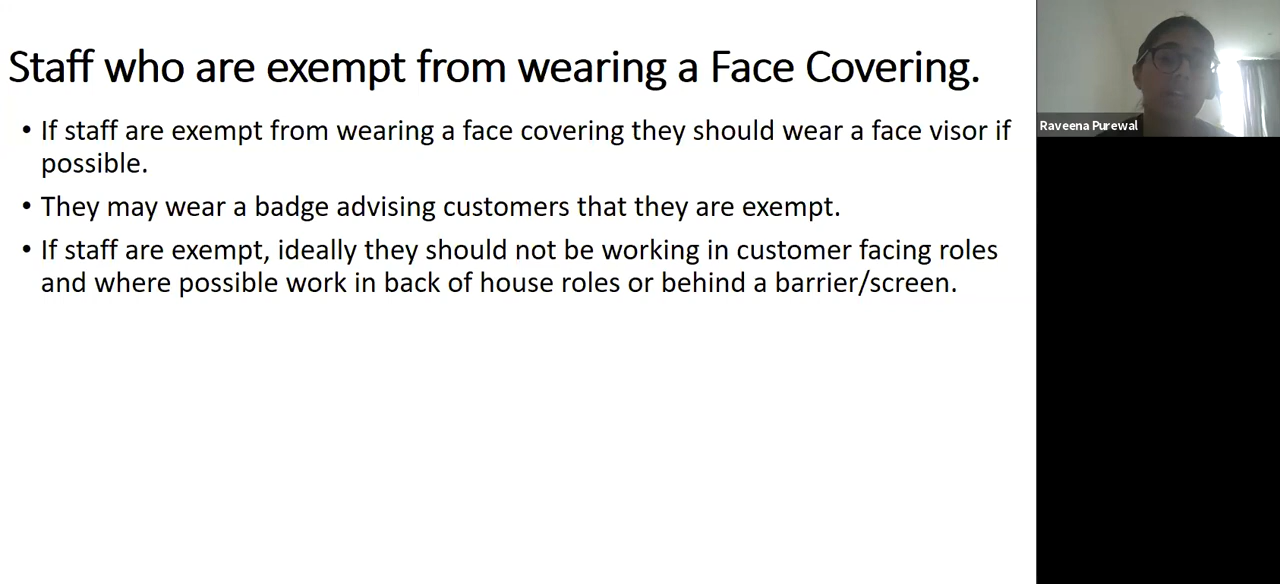 Staff who are exempt from wearing a Face Covering.
• If staff are exempt from wearing a face covering they should wear a face visor if
possible.
• They may wear a badge advising customers that they are exempt.
• If staff are exempt, ideally they should not be working in customer facing roles
and where possible work in back of house roles or behind a barrier/screen.
Raveena Purewal